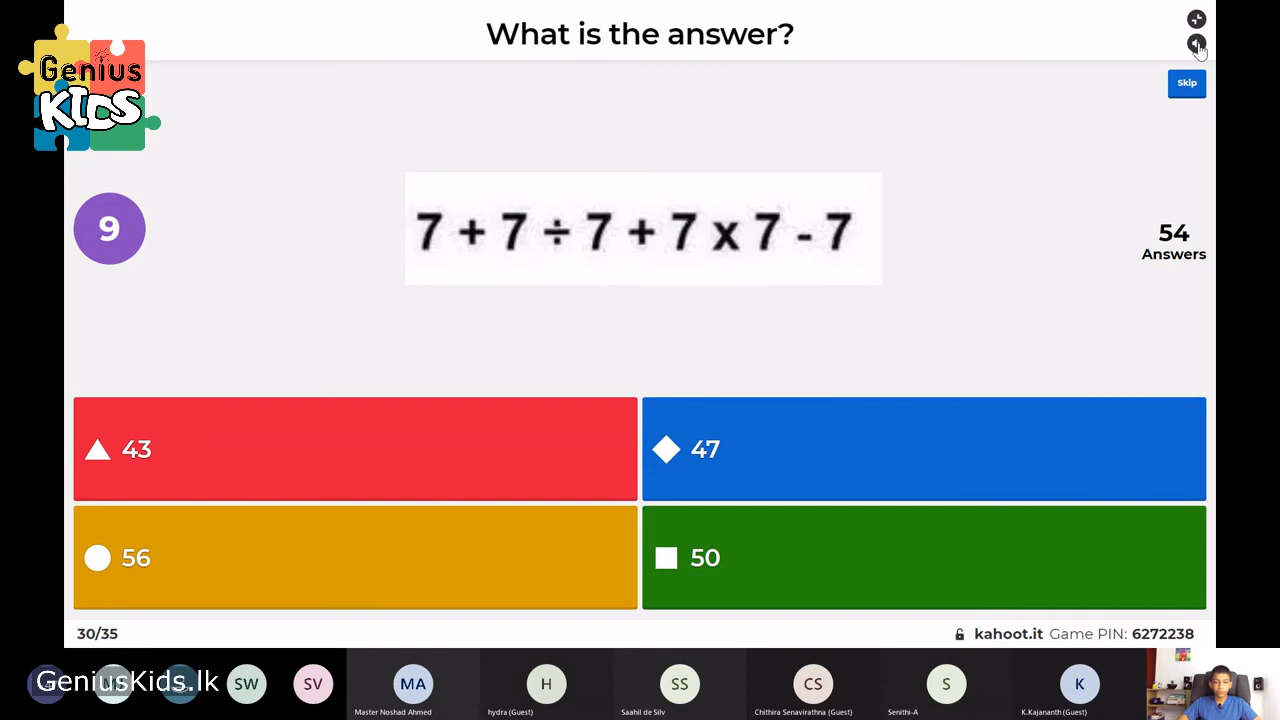 What is the answer?
Genius
KIDS
Skip
9
7 + 7 ÷ 7 + 7 x 7 - 7
54
Answers
43
47
56
50
30/35
kahoot.it Game PIN: 6272238
GeniusKids.lk
SW
SV
MA
H
SS
CS
S
K
Master Noshad Ahmed
hydra (Guest)
Saahil de Silv
Chithira Senavirathna (Guest)
Senithi-A
K.Kajananth (Guest)